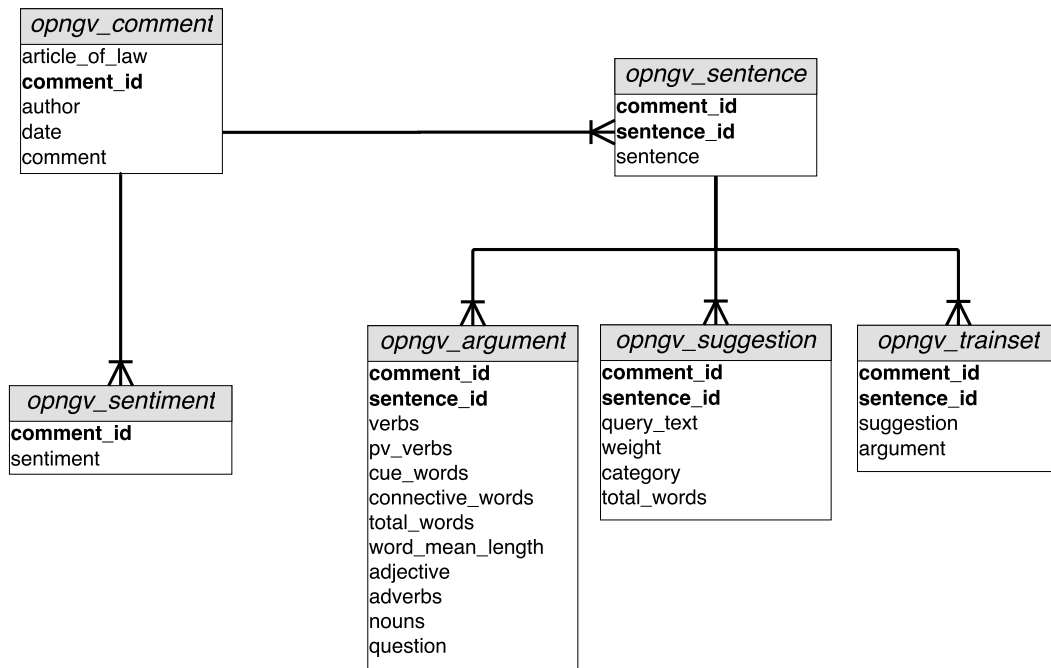 opngv_comment
article_of_law
comment_id
author
date
comment
opngv_sentence
comment_id
sentence_id
sentence
opngv_sentiment
comment_id
sentiment
opngv_argument
comment_id
sentence_id
verbs
pv_verbs
cue_words
connective_words
total_words
word_mean_length
adjective
adverbs
nouns
question
opngv_suggestion
comment_id
sentence_id
query_text
weight
category
total_words
opngv_trainset
comment_id
sentence_id
suggestion
argument